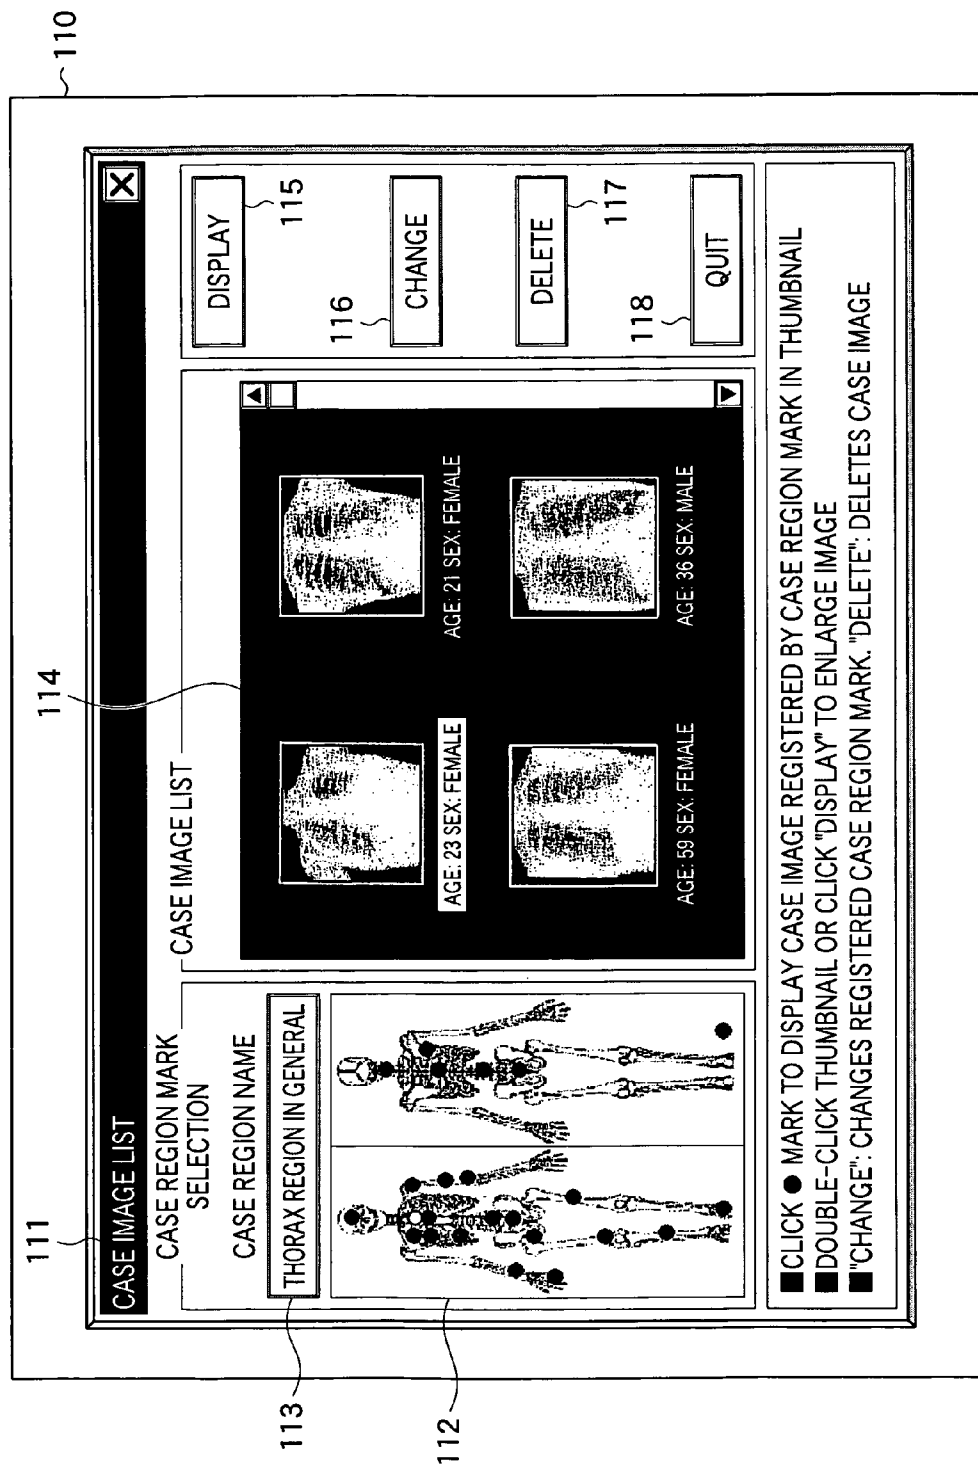 110
111
CASE IMAGE LIST
CASE REGION MARK
SELECTION
CASE REGION NAME
THORAX REGION IN GENERAL
113
112
CASE IMAGE LIST
114
AGE: 23 SEX: FEMALE
AGE: 21 SEX: FEMALE
AGE: 59 SEX: FEMALE
AGE: 36 SEX: MALE
DISPLAY
115
116
CHANGE
DELETE
117
118
QUIT
■CLICK ● MARK TO DISPLAY CASE IMAGE REGISTERED BY CASE REGION MARK IN THUMBNAIL
■DOUBLE-CLICK THUMBNAIL OR CLICK "DISPLAY" TO ENLARGE IMAGE
■"CHANGE": CHANGES REGISTERED CASE REGION MARK. "DELETE": DELETES CASE IMAGE